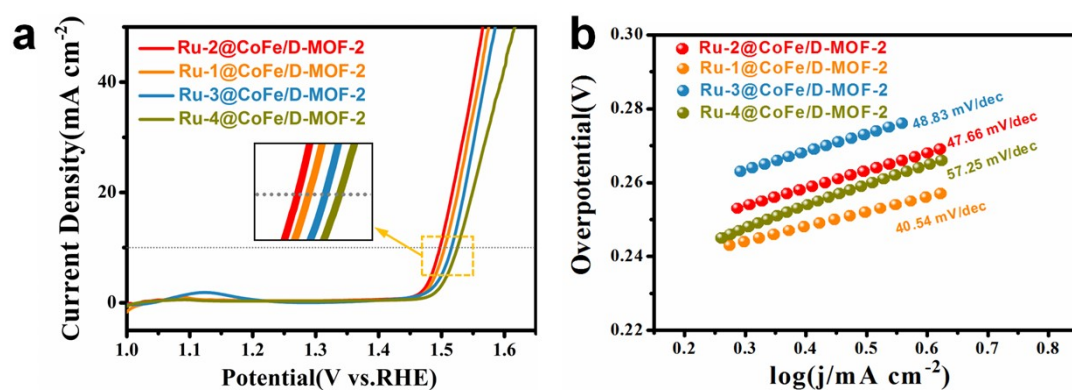 a
Current Density(mA cm-2)
40
20
0
Ru-2@CoFe/D-MOF-2
Ru-1@CoFe/D-MOF-2
Ru-3@CoFe/D-MOF-2
Ru-4@CoFe/D-MOF-2
1.0 1.1 1.2 1.3 1.4 1.5 1.6
Potential(V vs.RHE)
b
Overpotential(V)
0.30
0.28
0.26
0.24
0.22
Ru-2@CoFe/D-MOF-2
Ru-1@CoFe/D-MOF-2
Ru-3@CoFe/D-MOF-2
Ru-4@CoFe/D-MOF-2
48.83 mV/dec
47.66 mV/dec
57.25 mV/dec
40.54 mV/dec
0.2 0.3 0.4 0.5 0.6 0.7 0.8
log(j/mA cm-2)